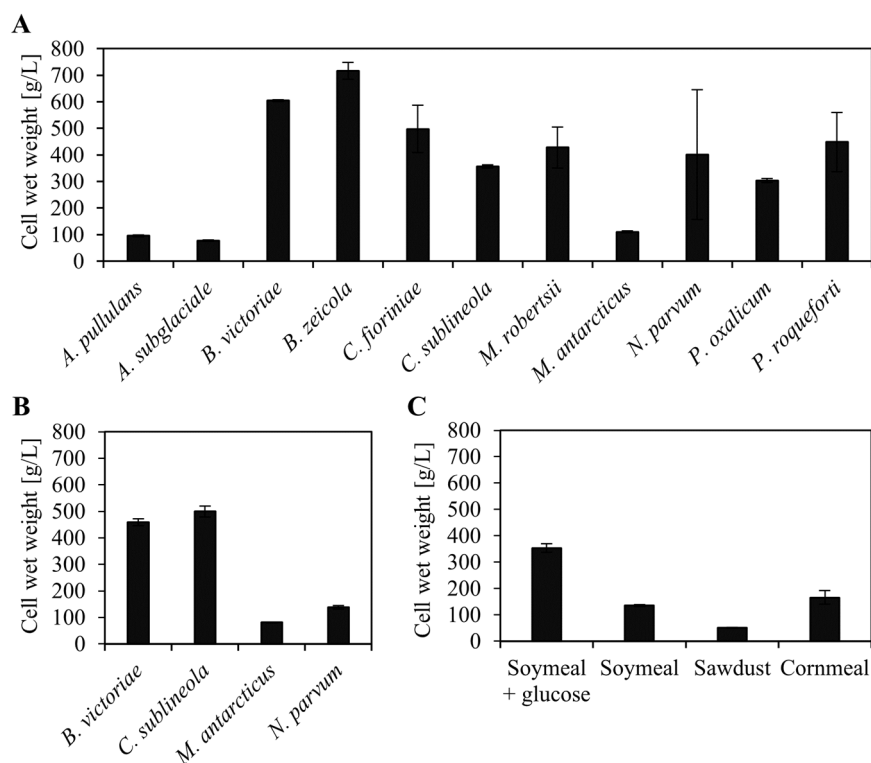 A
Cell wet weight [g/L]
800
700
600
500
400
300
200
100
0
A. pullulans
A. subglaciale
B. victoriae
B. zeicola
C. fioriniae
C. sublineola
M. robertsii
M. antarcticus
N. parvum
P. oxalicum
P. roqueforti
B
Cell wet weight [g/L]
800
700
600
500
400
300
200
100
0
B. victoriae
C. sublineola
M. antarcticus
N. parvum
C
Cell wet weight [g/L]
800
700
600
500
400
300
200
100
0
Soymeal
+ glucose
Soymeal
Sawdust
Cornmeal